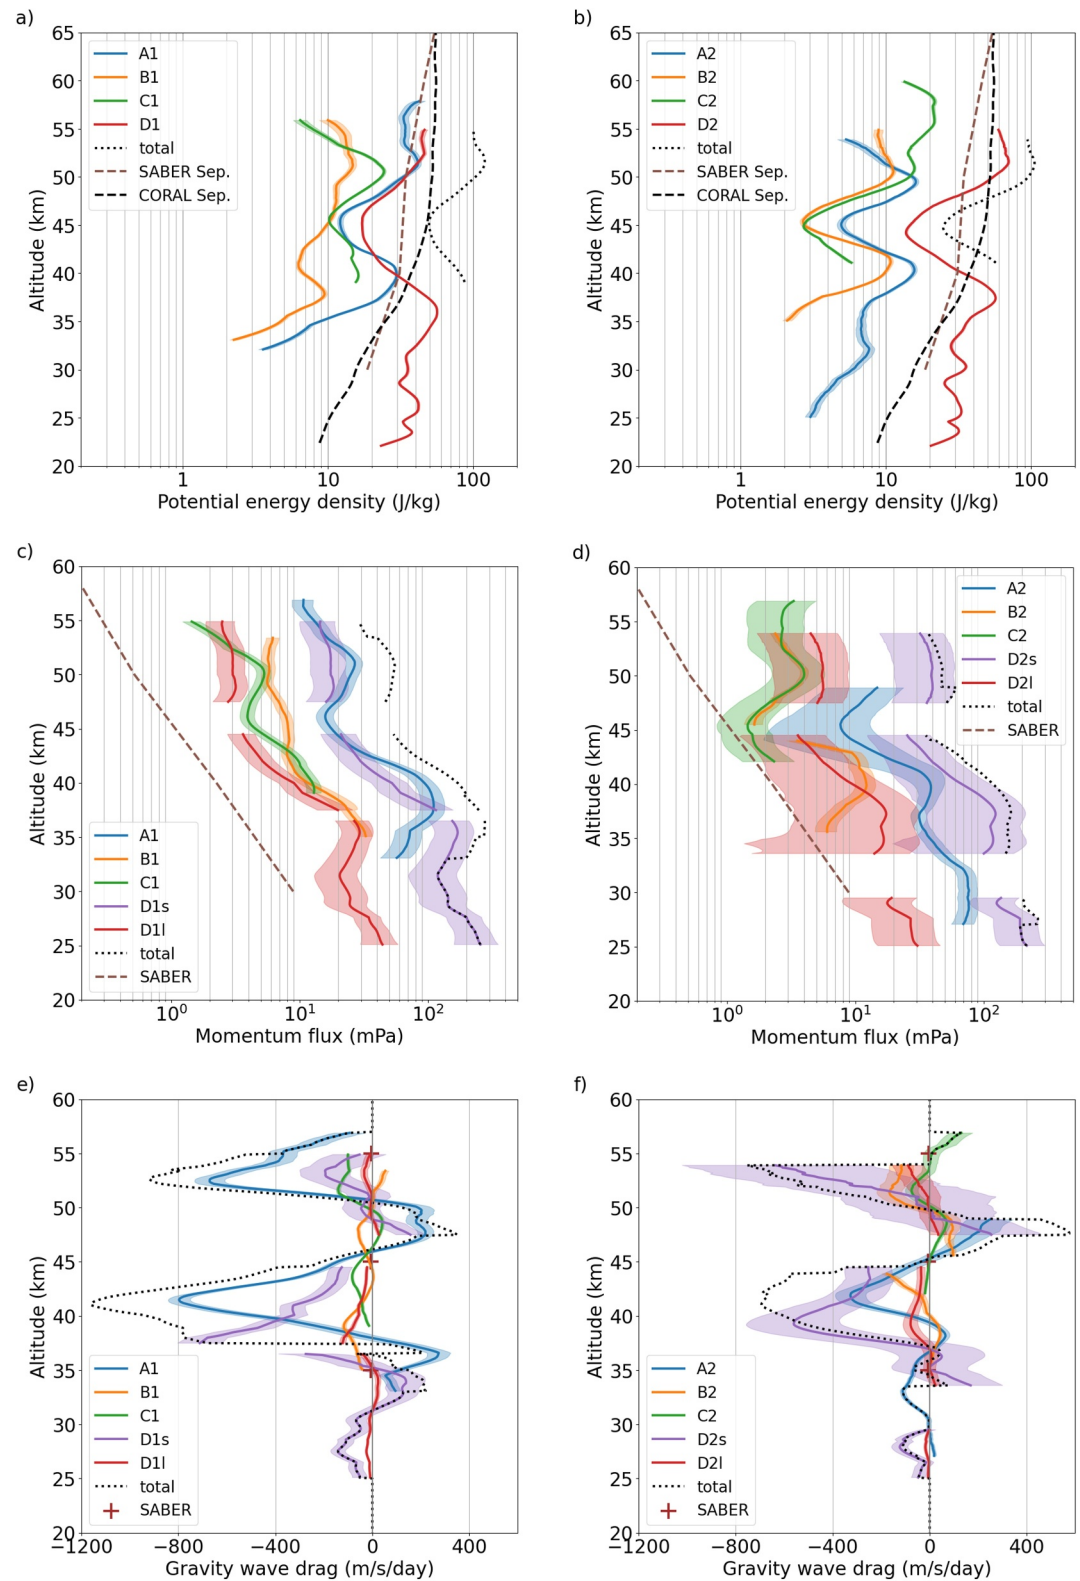 a)
65
60
55
50
45
40
35
30
25
20
Altitude (km)
A1
B1
C1
D1
total
SABER Sep.
CORAL Sep.
1 10 100
Potential energy density (J/kg)
b)
65
60
55
50
45
40
35
30
25
20
Altitude (km)
A2
B2
C2
D2
total
SABER Sep.
CORAL Sep.
1 10 100
Potential energy density (J/kg)
c)
60
55
50
45
40
35
30
25
20
Altitude (km)
A1
B1
C1
D1s
D1l
total
SABER
10⁰ 10¹ 10²
Momentum flux (mPa)
d)
60
55
50
45
40
35
30
25
20
Altitude (km)
A2
B2
C2
D2s
D2l
total
SABER
10⁰ 10¹ 10²
Momentum flux (mPa)
e)
60
55
50
45
40
35
30
25
20
Altitude (km)
A1
B1
C1
D1s
D1l
total
SABER
−1200 −800 −400 0 400
Gravity wave drag (m/s/day)
f)
60
55
50
45
40
35
30
25
20
Altitude (km)
A2
B2
C2
D2s
D2l
total
SABER
−1200 −800 −400 0 400
Gravity wave drag (m/s/day)